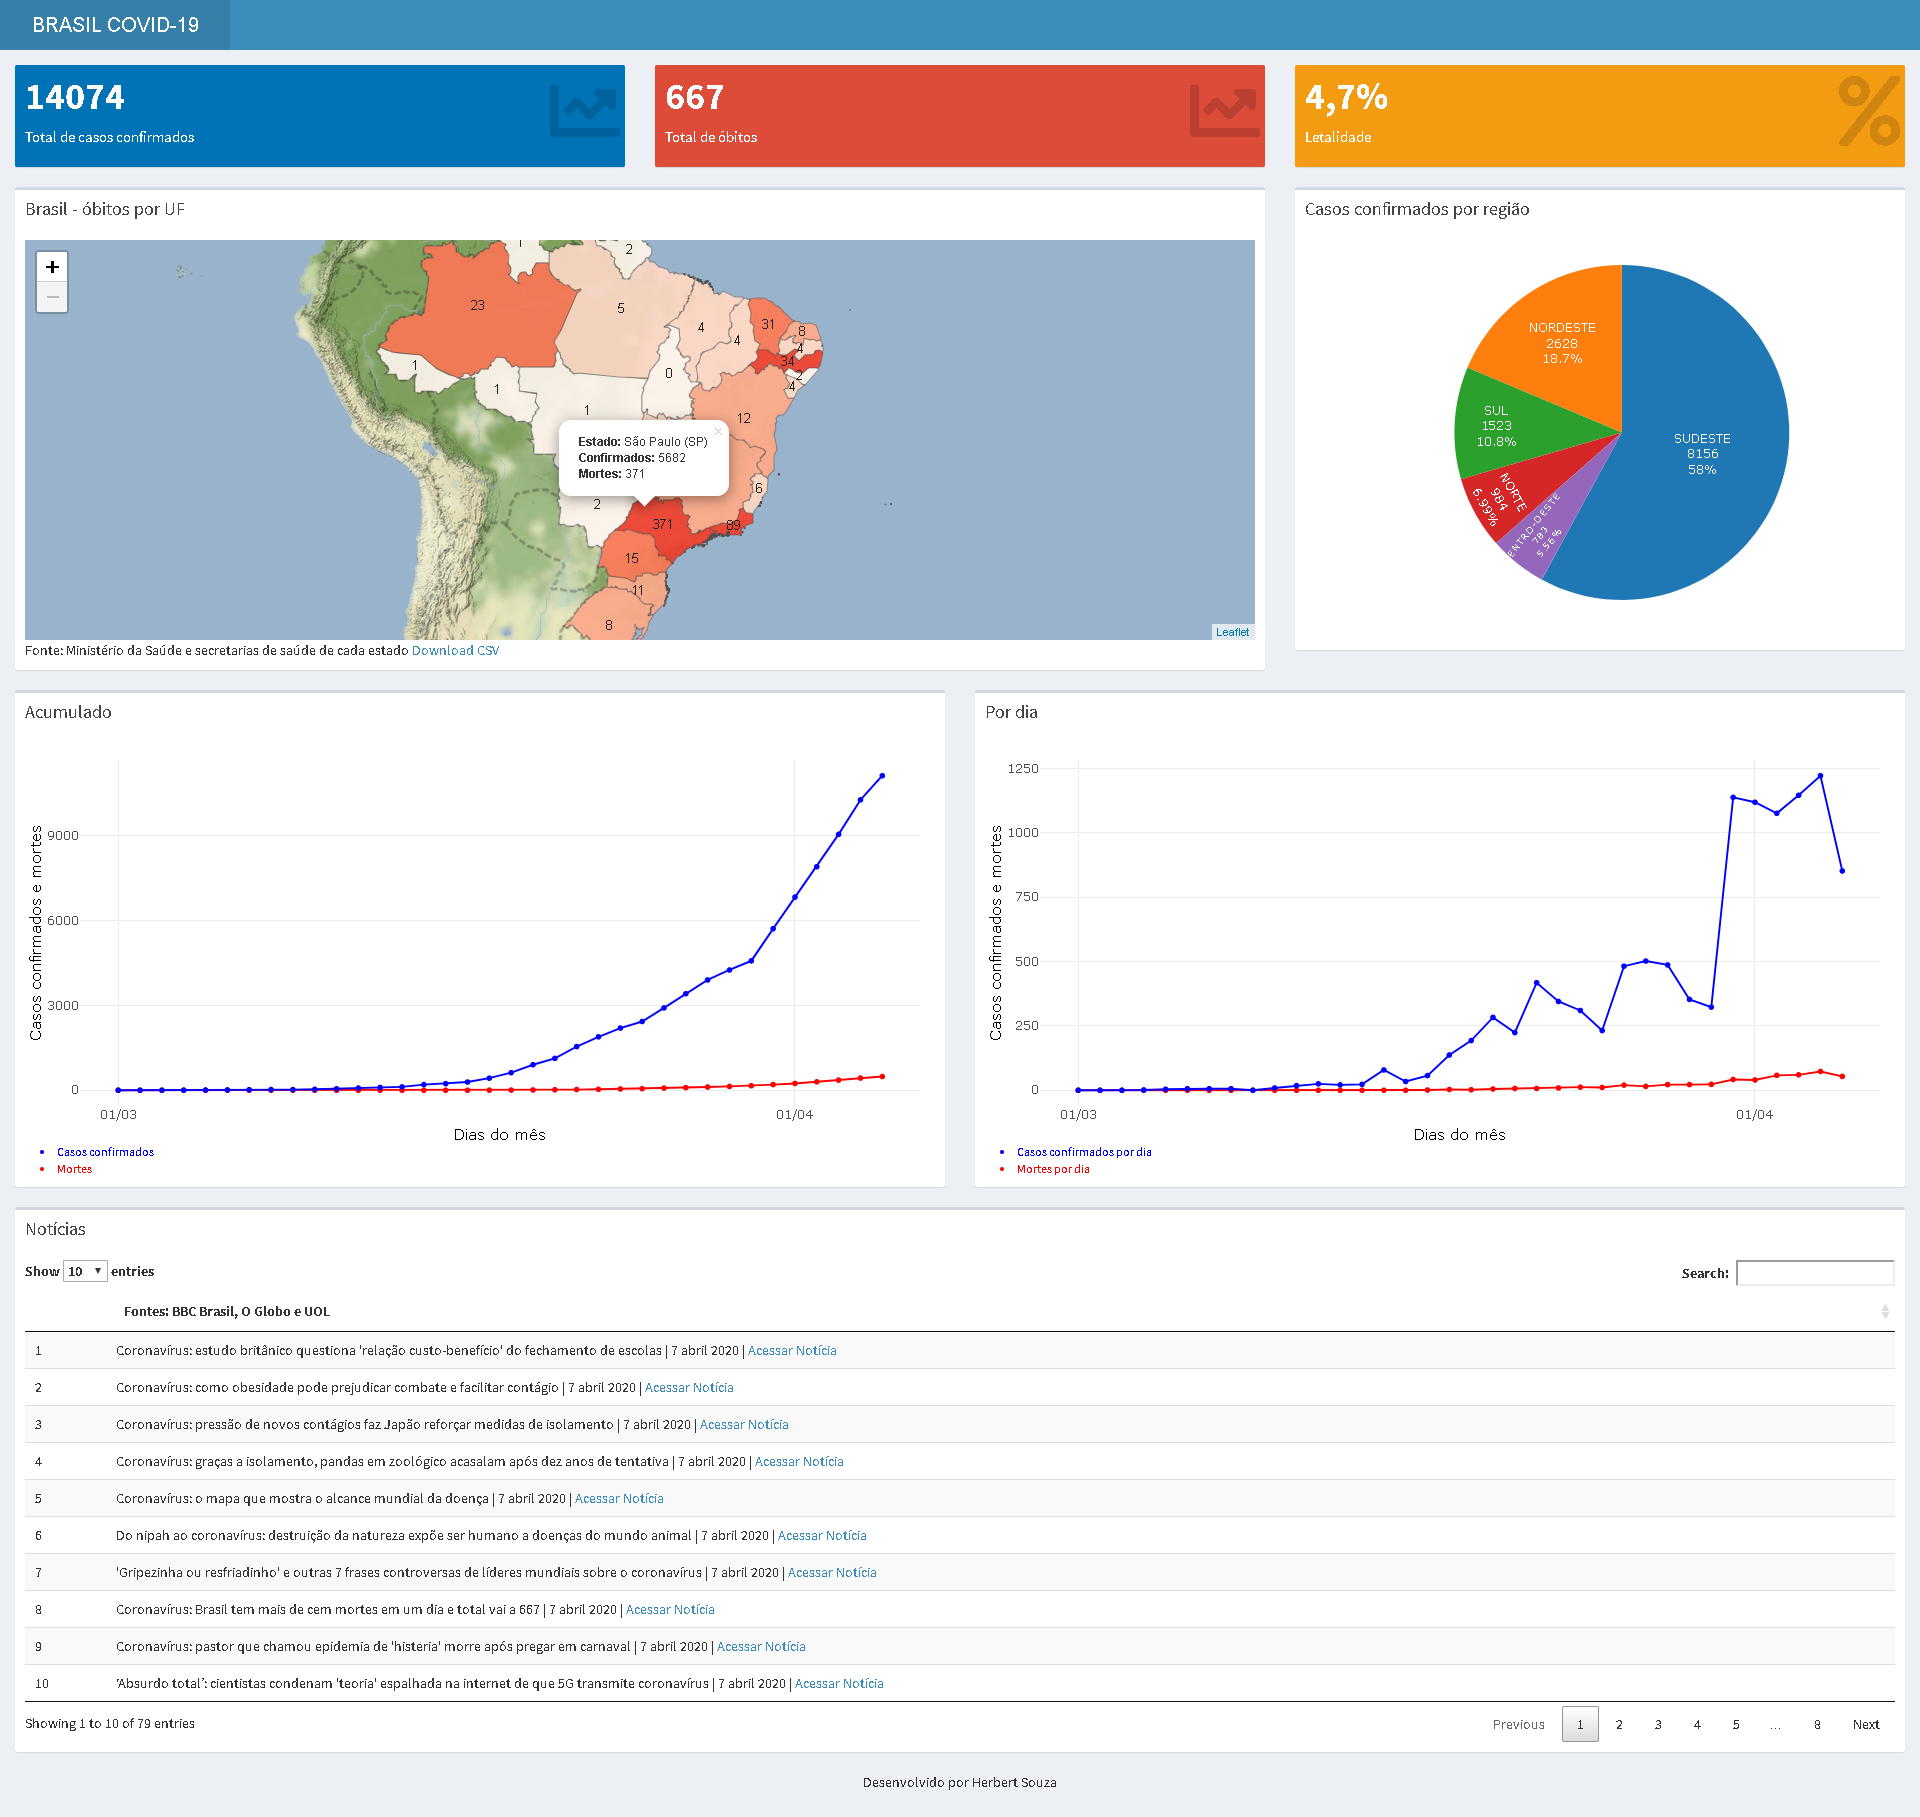 BRASIL COVID-19
14074
Total de casos confirmados
667
Total de óbitos
4,7%
Letalidade
Brasil - óbitos por UF
+
−
1
2
23
5
4
31
8
4
4
34
1
0
2
4
1
1
12
×
Estado: São Paulo (SP)
Confirmados: 5682
Mortes: 371
6
2
371
89
15
11
8
Leaflet
Fonte: Ministério da Saúde e secretarias de saúde de cada estado Download CSV
Casos confirmados por região
NORDESTE
2628
18.7%
SUL
1523
10.8%
SUDESTE
8156
58%
NORTE
984
6.99%
ENTRO-OESTE
783
5.56%
Acumulado
Casos confirmados e mortes
9000
6000
3000
0
01/03
01/04
Dias do mês
Casos confirmados
Mortes
Por dia
Casos confirmados e mortes
1250
1000
750
500
250
0
01/03
01/04
Dias do mês
Casos confirmados por dia
Mortes por dia
Notícias
Show 10 entries
Search:
Fontes: BBC Brasil, O Globo e UOL
1 Coronavírus: estudo britânico questiona 'relação custo-benefício' do fechamento de escolas | 7 abril 2020 | Acessar Notícia
2 Coronavírus: como obesidade pode prejudicar combate e facilitar contágio | 7 abril 2020 | Acessar Notícia
3 Coronavírus: pressão de novos contágios faz Japão reforçar medidas de isolamento | 7 abril 2020 | Acessar Notícia
4 Coronavírus: graças a isolamento, pandas em zoológico acasalam após dez anos de tentativa | 7 abril 2020 | Acessar Notícia
5 Coronavírus: o mapa que mostra o alcance mundial da doença | 7 abril 2020 | Acessar Notícia
6 Do nipah ao coronavírus: destruição da natureza expõe ser humano a doenças do mundo animal | 7 abril 2020 | Acessar Notícia
7 'Gripezinha ou resfriadinho' e outras 7 frases controversas de líderes mundiais sobre o coronavírus | 7 abril 2020 | Acessar Notícia
8 Coronavírus: Brasil tem mais de cem mortes em um dia e total vai a 667 | 7 abril 2020 | Acessar Notícia
9 Coronavírus: pastor que chamou epidemia de 'histeria' morre após pregar em carnaval | 7 abril 2020 | Acessar Notícia
10 'Absurdo total’: cientistas condenam 'teoria' espalhada na internet de que 5G transmite coronavírus | 7 abril 2020 | Acessar Notícia
Showing 1 to 10 of 79 entries
Previous 1 2 3 4 5 … 8 Next
Desenvolvido por Herbert Souza